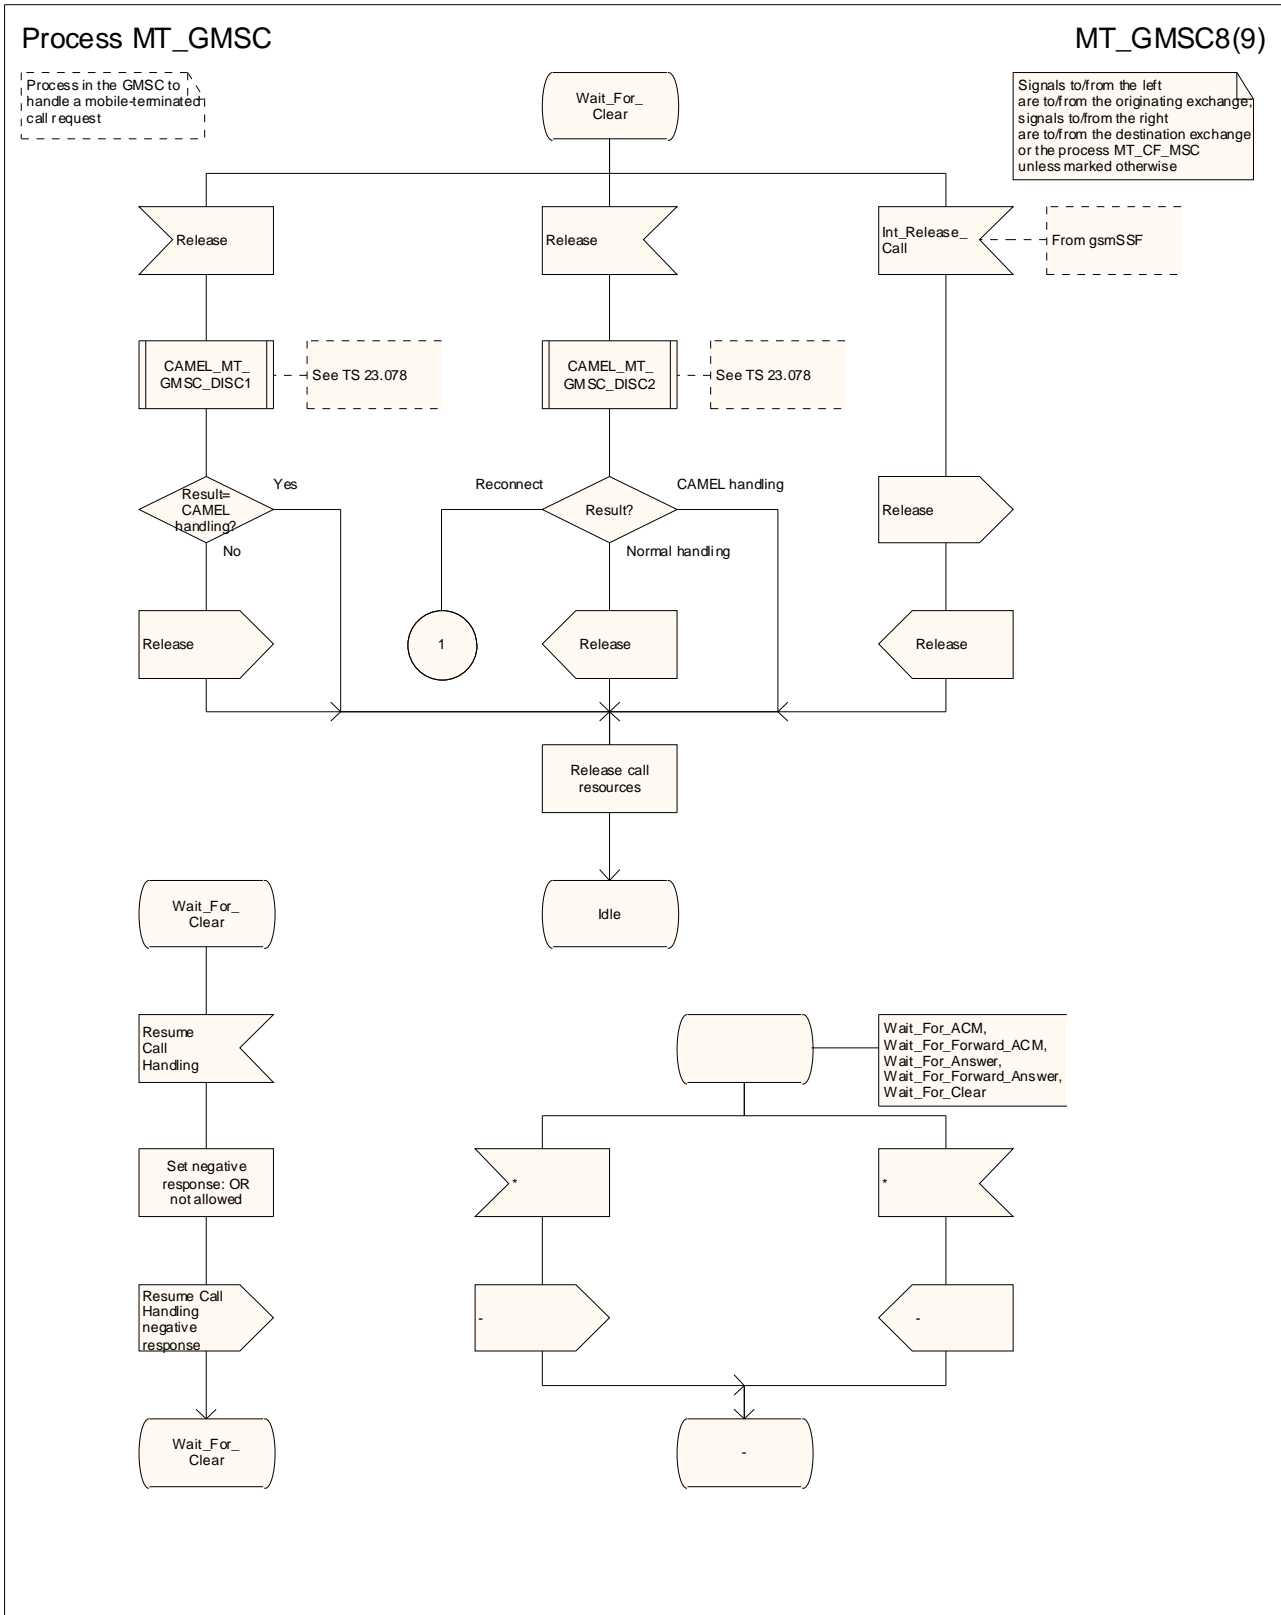 Process MT_GMSC
MT_GMSC8(9)
Process in the GMSC to
handle a mobile-terminated
call request
Wait_For_
Clear
Signals to/from the left
are to/from the originating exchange;
signals to/from the right
are to/from the destination exchange
or the process MT_CF_MSC
unless marked otherwise
Release
Release
Int_Release_
Call
From gsmSSF
CAMEL_MT_
GMSC_DISC1
See TS 23.078
CAMEL_MT_
GMSC_DISC2
See TS 23.078
Result=
CAMEL
handling?
Yes
No
Reconnect
Result?
CAMEL handling
Normal handling
Release
Release
1
Release
Release
Release call
resources
Idle
Wait_For_
Clear
Resume
Call
Handling
Set negative
response: OR
not allowed
Resume Call
Handling
negative
response
Wait_For_
Clear
Wait_For_ACM,
Wait_For_Forward_ACM,
Wait_For_Answer,
Wait_For_Forward_Answer,
Wait_For_Clear
*
*
-
-
-